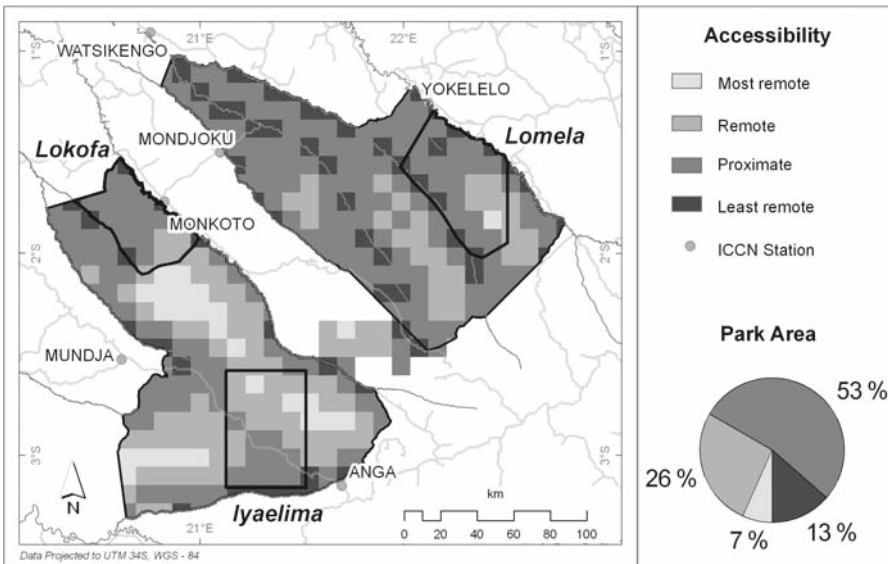 21°E
22°E
1°S
1°S
WATSIKENGO
YOKELELO
MONDJOKU
Lomela
Lokofa
MONKOTO
2°S
2°S
MUNDJA
3°S
3°S
ANGA
km
N
Iyaelima
21°E
0 20 40 60 80 100
Data Projected to UTM 34S, WGS - 84
Accessibility
Most remote
Remote
Proximate
Least remote
ICCN Station
Park Area
53 %
26 %
7 %
13 %